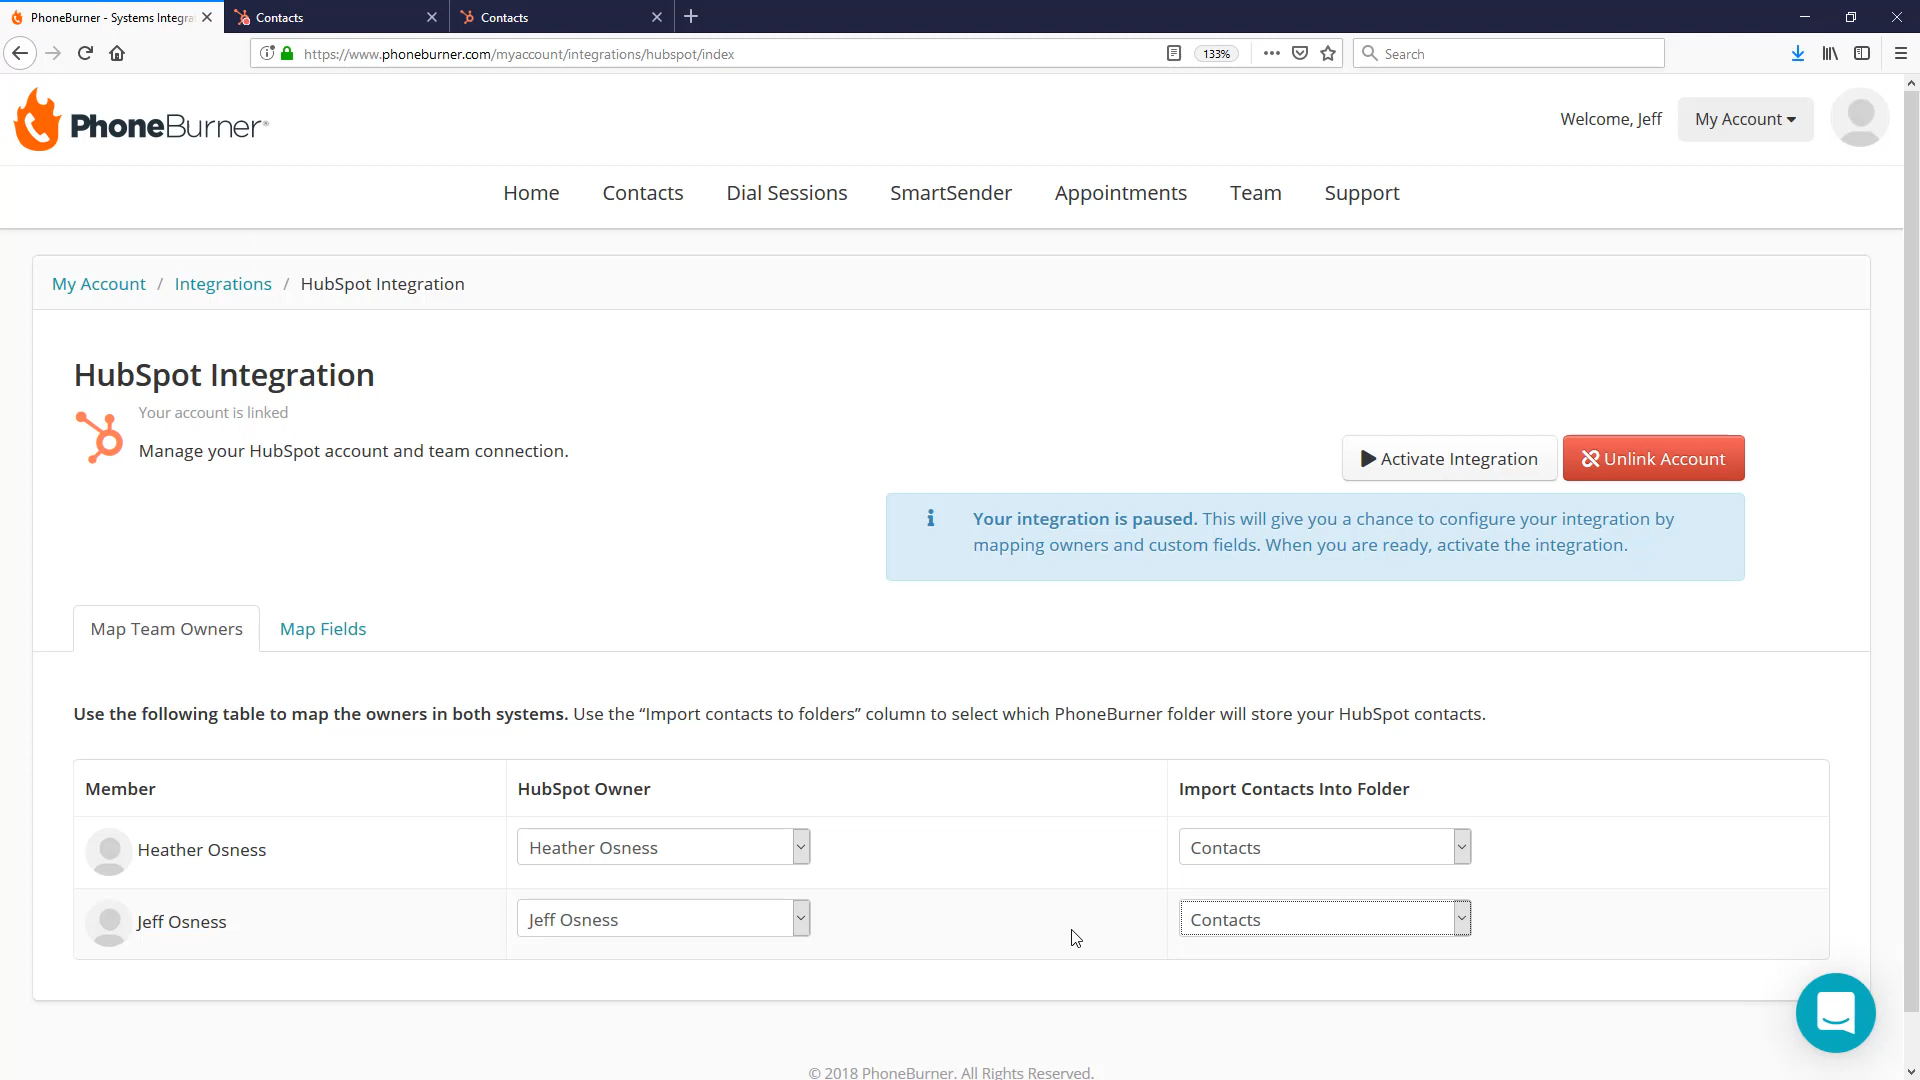 PhoneBurner - Systems Integra
Contacts
Contacts
https://www.phoneburner.com/myaccount/integrations/hubspot/index
133%
Search
PhoneBurner®
Welcome, Jeff
My Account
Home
Contacts
Dial Sessions
SmartSender
Appointments
Team
Support
My Account / Integrations / HubSpot Integration
HubSpot Integration
Your account is linked
Manage your HubSpot account and team connection.
Activate Integration
Unlink Account
Your integration is paused. This will give you a chance to configure your integration by
mapping owners and custom fields. When you are ready, activate the integration.
Map Team Owners
Map Fields
Use the following table to map the owners in both systems. Use the “Import contacts to folders” column to select which PhoneBurner folder will store your HubSpot contacts.
Member
HubSpot Owner
Import Contacts Into Folder
Heather Osness
Heather Osness
Contacts
Jeff Osness
Jeff Osness
Contacts
© 2018 PhoneBurner. All Rights Reserved.